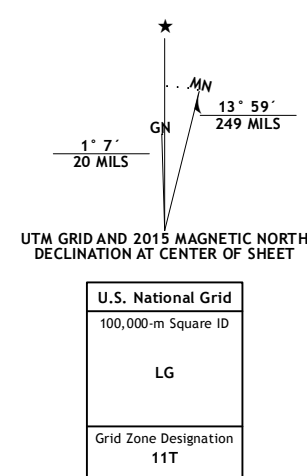 ★
MN
GN
13° 59´
249 MILS
1° 7´
20 MILS
UTM GRID AND 2015 MAGNETIC NORTH
DECLINATION AT CENTER OF SHEET
U.S. National Grid
100,000-m Square ID
LG
Grid Zone Designation
11T